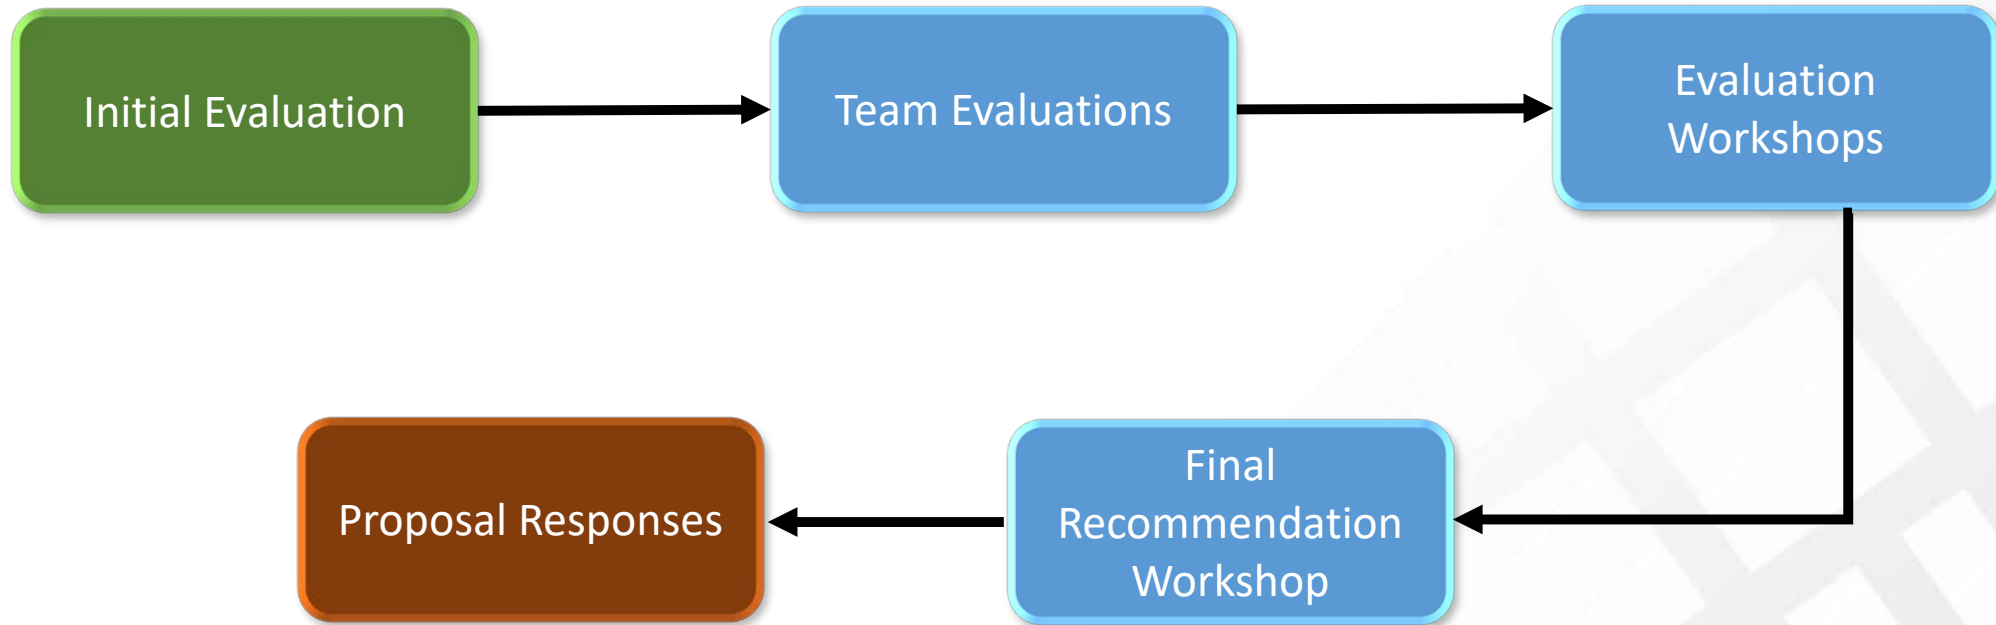 Initial Evaluation
Team Evaluations
Evaluation
Workshops
Final
Recommendation
Workshop
Proposal Responses